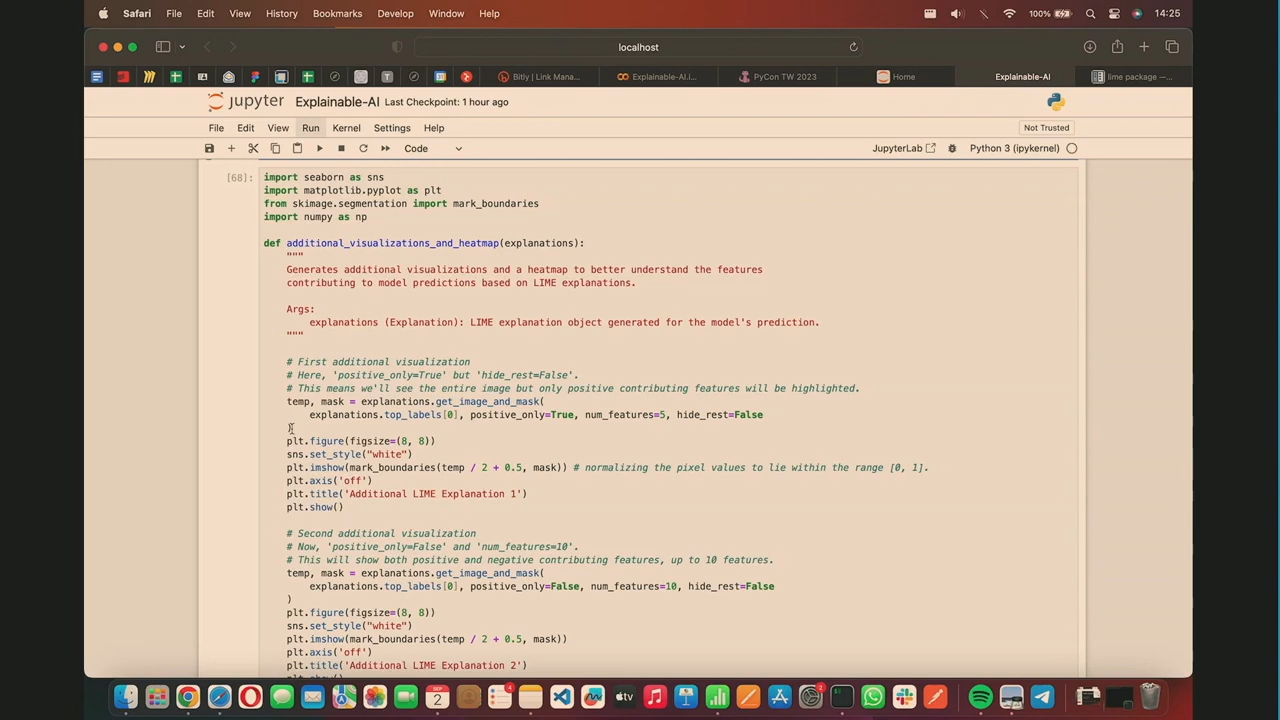 Safari File Edit View History Bookmarks Develop Window Help 100% 14:25
localhost
Bitly | Link Mana... Explainable-AI.i... PyCon TW 2023 Home Explainable-AI lime package —...
jupyter Explainable-AI Last Checkpoint: 1 hour ago
File Edit View Run Kernel Settings Help Not Trusted
Code JupyterLab Python 3 (ipykernel)
[68]: import seaborn as sns
import matplotlib.pyplot as plt
from skimage.segmentation import mark_boundaries
import numpy as np
def additional_visualizations_and_heatmap(explanations):
"""
Generates additional visualizations and a heatmap to better understand the features
contributing to model predictions based on LIME explanations.
Args:
explanations (Explanation): LIME explanation object generated for the model's prediction.
"""
# First additional visualization
# Here, 'positive_only=True' but 'hide_rest=False'.
# This means we'll see the entire image but only positive contributing features will be highlighted.
temp, mask = explanations.get_image_and_mask(
explanations.top_labels[0], positive_only=True, num_features=5, hide_rest=False
)
plt.figure(figsize=(8, 8))
sns.set_style("white")
plt.imshow(mark_boundaries(temp / 2 + 0.5, mask)) # normalizing the pixel values to lie within the range [0, 1].
plt.axis('off')
plt.title('Additional LIME Explanation 1')
plt.show()
# Second additional visualization
# Now, 'positive_only=False' and 'num_features=10'.
# This will show both positive and negative contributing features, up to 10 features.
temp, mask = explanations.get_image_and_mask(
explanations.top_labels[0], positive_only=False, num_features=10, hide_rest=False
)
plt.figure(figsize=(8, 8))
sns.set_style("white")
plt.imshow(mark_boundaries(temp / 2 + 0.5, mask))
plt.axis('off')
plt.title('Additional LIME Explanation 2')